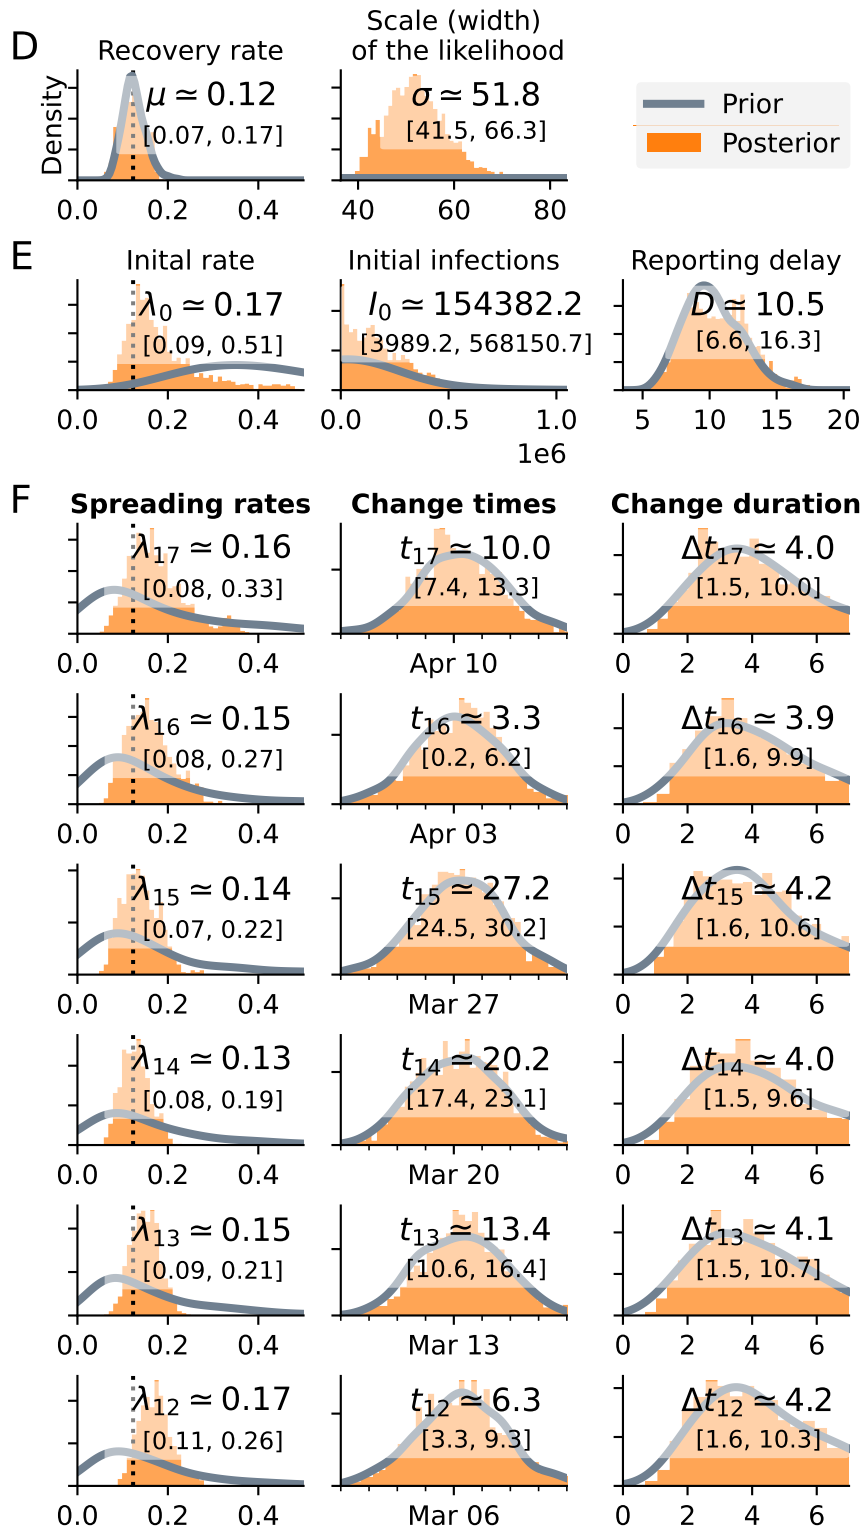 D
Recovery rate
Density
μ ≃ 0.12
[0.07, 0.17]
0.0 0.2 0.4
Scale (width)
of the likelihood
σ ≃ 51.8
[41.5, 66.3]
40 60 80
Prior
Posterior
E
Inital rate
λ0 ≃ 0.17
[0.09, 0.51]
0.0 0.2 0.4
Initial infections
I0 ≃ 154382.2
[3989.2, 568150.7]
0.0 0.5 1.0
1e6
Reporting delay
D ≃ 10.5
[6.6, 16.3]
5 10 15 20
F
Spreading rates Change times Change duration
λ17 ≃ 0.16
[0.08, 0.33]
0.0 0.2 0.4
t17 ≃ 10.0
[7.4, 13.3]
Apr 10
Δt17 ≃ 4.0
[1.5, 10.0]
0 2 4 6
λ16 ≃ 0.15
[0.08, 0.27]
0.0 0.2 0.4
t16 ≃ 3.3
[0.2, 6.2]
Apr 03
Δt16 ≃ 3.9
[1.6, 9.9]
0 2 4 6
λ15 ≃ 0.14
[0.07, 0.22]
0.0 0.2 0.4
t15 ≃ 27.2
[24.5, 30.2]
Mar 27
Δt15 ≃ 4.2
[1.6, 10.6]
0 2 4 6
λ14 ≃ 0.13
[0.08, 0.19]
0.0 0.2 0.4
t14 ≃ 20.2
[17.4, 23.1]
Mar 20
Δt14 ≃ 4.0
[1.5, 9.6]
0 2 4 6
λ13 ≃ 0.15
[0.09, 0.21]
0.0 0.2 0.4
t13 ≃ 13.4
[10.6, 16.4]
Mar 13
Δt13 ≃ 4.1
[1.5, 10.7]
0 2 4 6
λ12 ≃ 0.17
[0.11, 0.26]
0.0 0.2 0.4
t12 ≃ 6.3
[3.3, 9.3]
Mar 06
Δt12 ≃ 4.2
[1.6, 10.3]
0 2 4 6